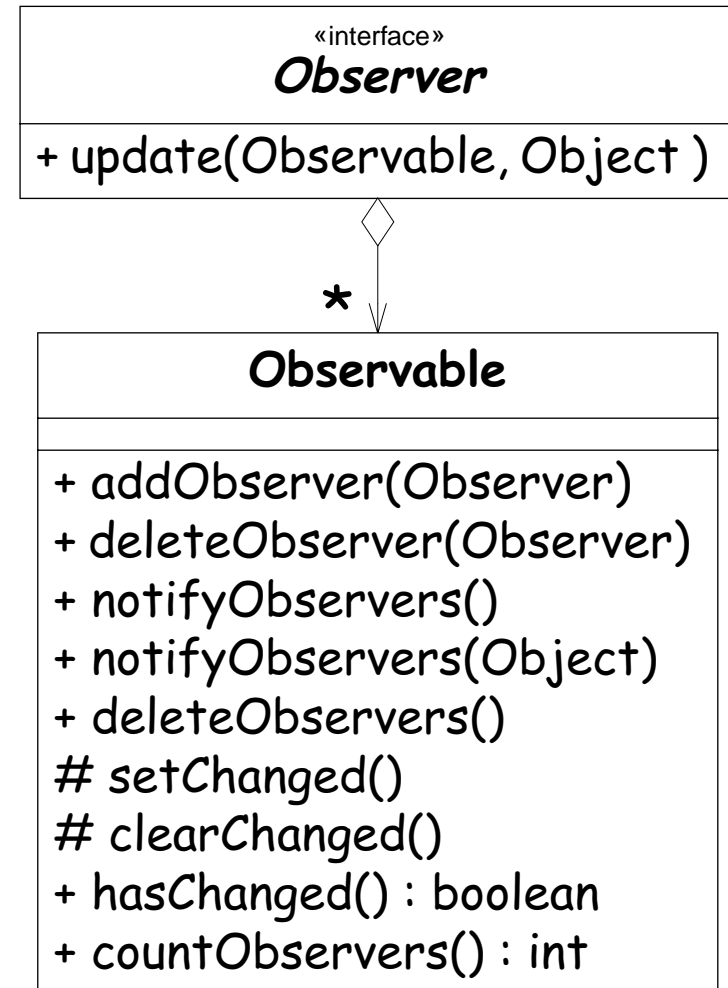 «interface»
Observer
+ update(Observable, Object )
*
Observable
+ addObserver(Observer)
+ deleteObserver(Observer)
+ notifyObservers()
+ notifyObservers(Object)
+ deleteObservers()
# setChanged()
# clearChanged()
+ hasChanged() : boolean
+ countObservers() : int